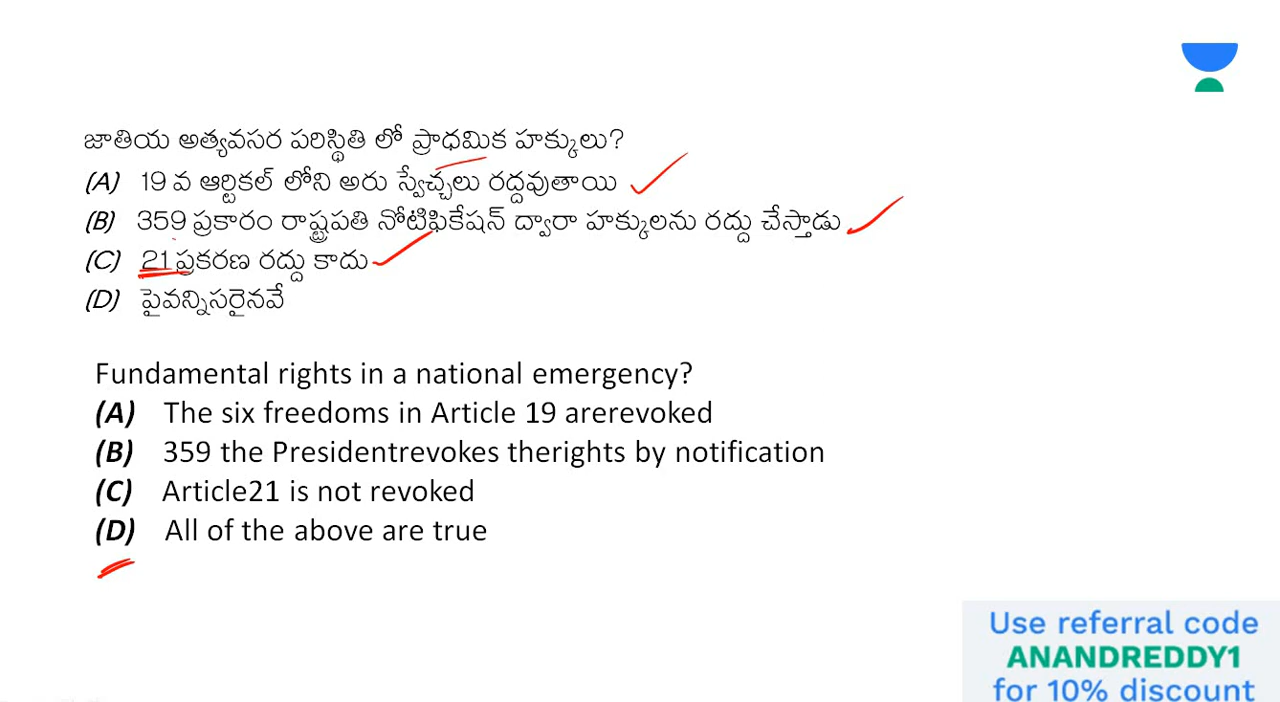 జాతియ అత్యవసర పరిస్థితి లో ప్రాధమిక హక్కులు?
(A) 19 వ ఆర్టికల్ లోని అరు స్వేచ్చలు రద్దవుతాయి
(B) 359 ప్రకారం రాష్ట్రపతి నోటిఫికేషన్ ద్వారా హక్కులను రద్దు చేస్తాడు
(C) 21 ప్రకరణ రద్దు కాదు
(D) పైవన్నిసరైనవే
Fundamental rights in a national emergency?
(A) The six freedoms in Article 19 arerevoked
(B) 359 the Presidentrevokes therights by notification
(C) Article21 is not revoked
(D) All of the above are true
Use referral code
ANANDREDDY1
for 10% discount